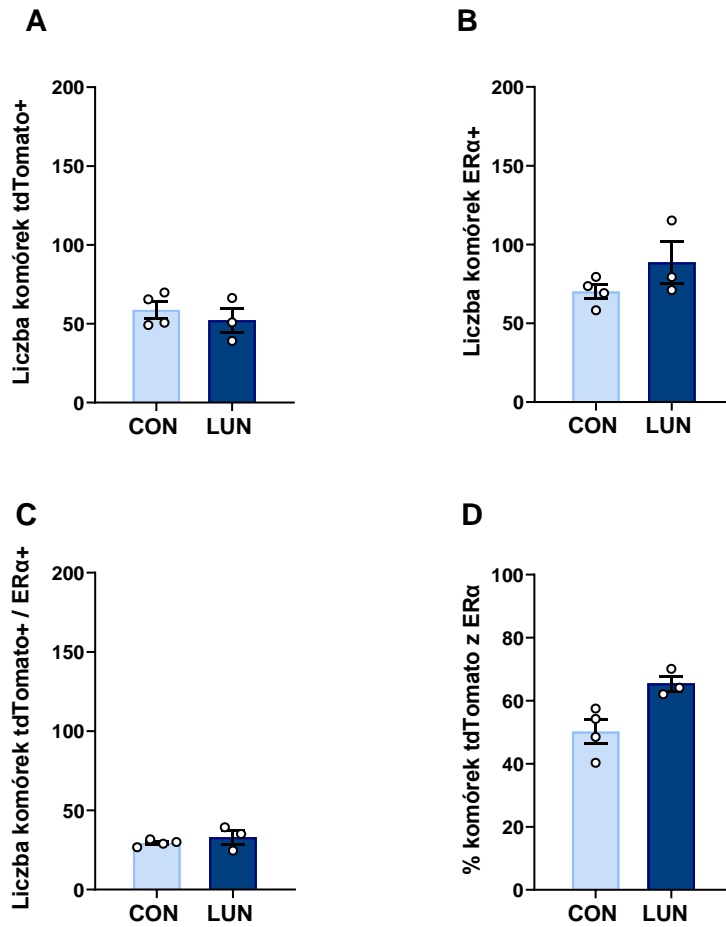 A
Liczba komórek tdTomato+
200
150
100
50
0
CON LUN
B
Liczba komórek ERα+
200
150
100
50
0
CON LUN
C
Liczba komórek tdTomato+ / ERα+
200
150
100
50
0
CON LUN
D
% komórek tdTomato z ERα
100
80
60
40
20
0
CON LUN